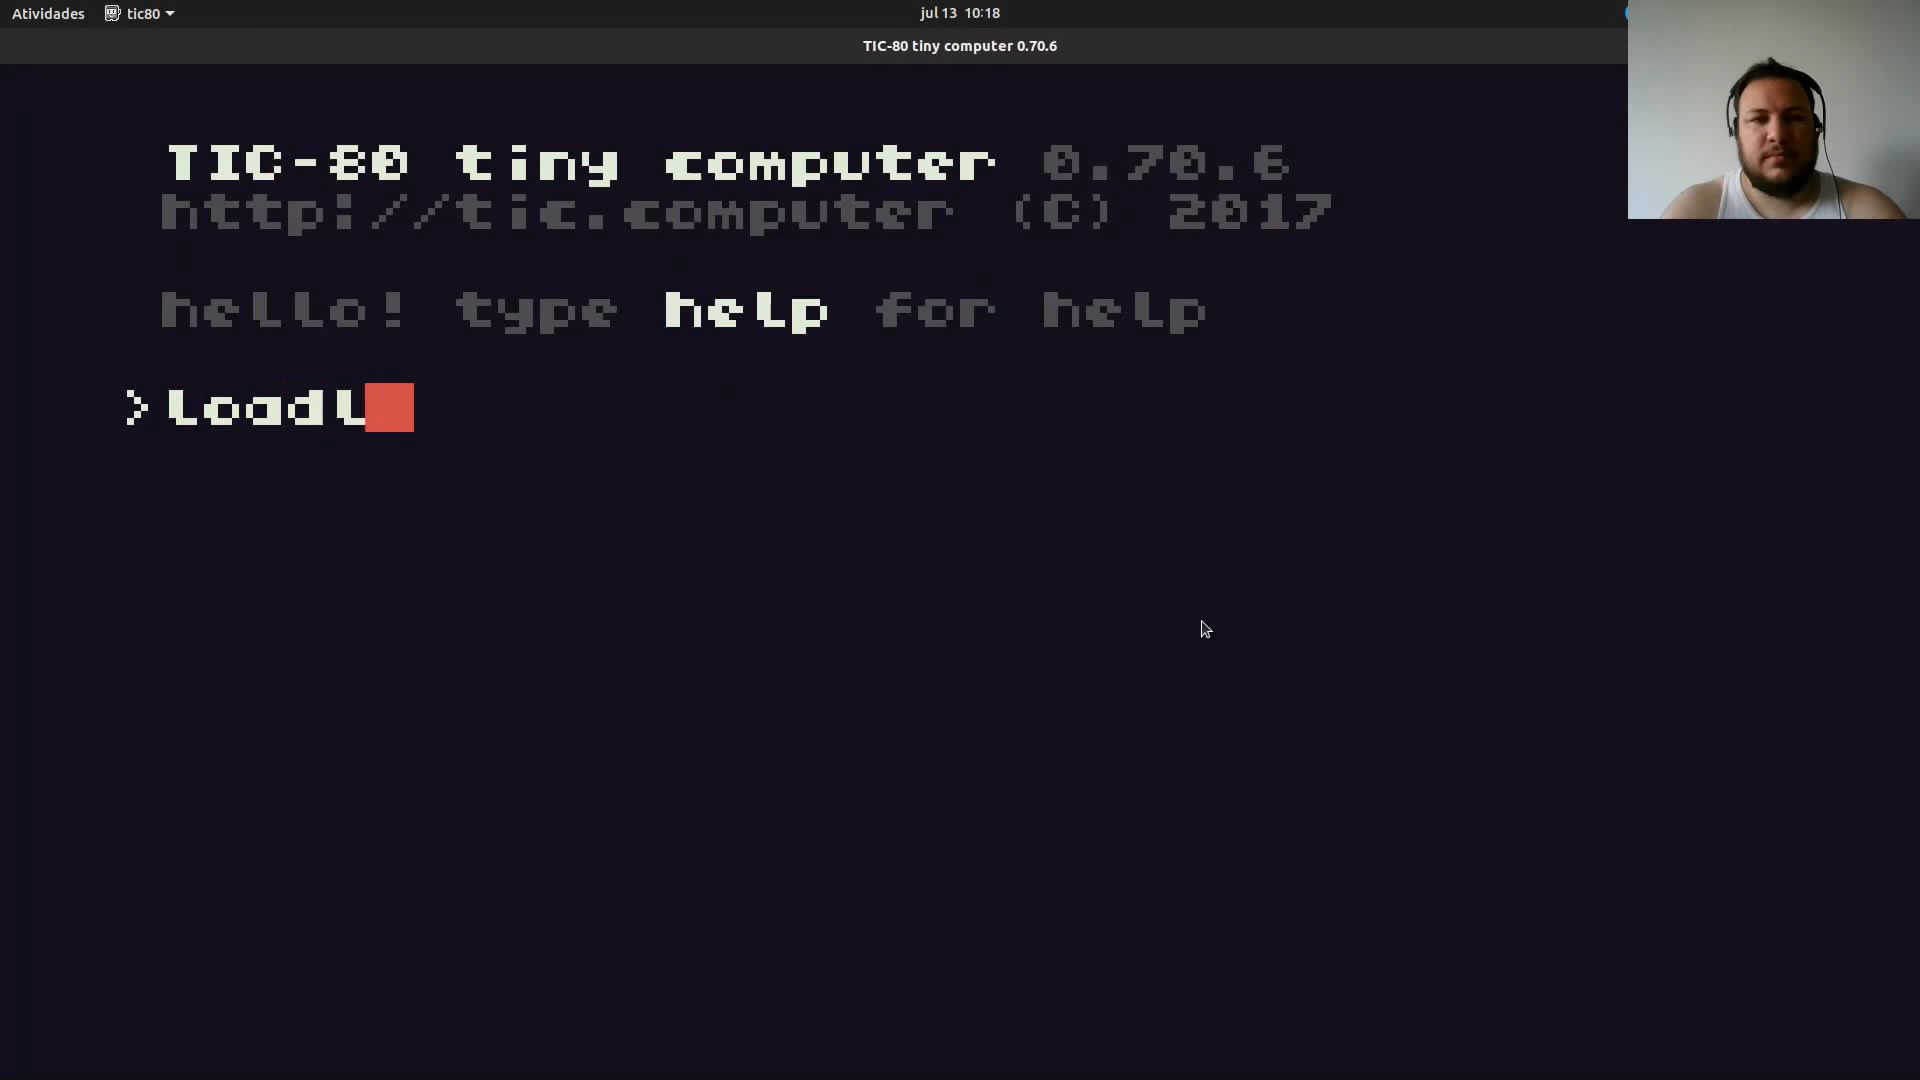 Atividades tic80 jul 13 10:18
TIC-80 tiny computer 0.70.6
TIC-80 tiny computer 0.70.6
http://tic.computer (C) 2017
hello! type help for help
>loadl